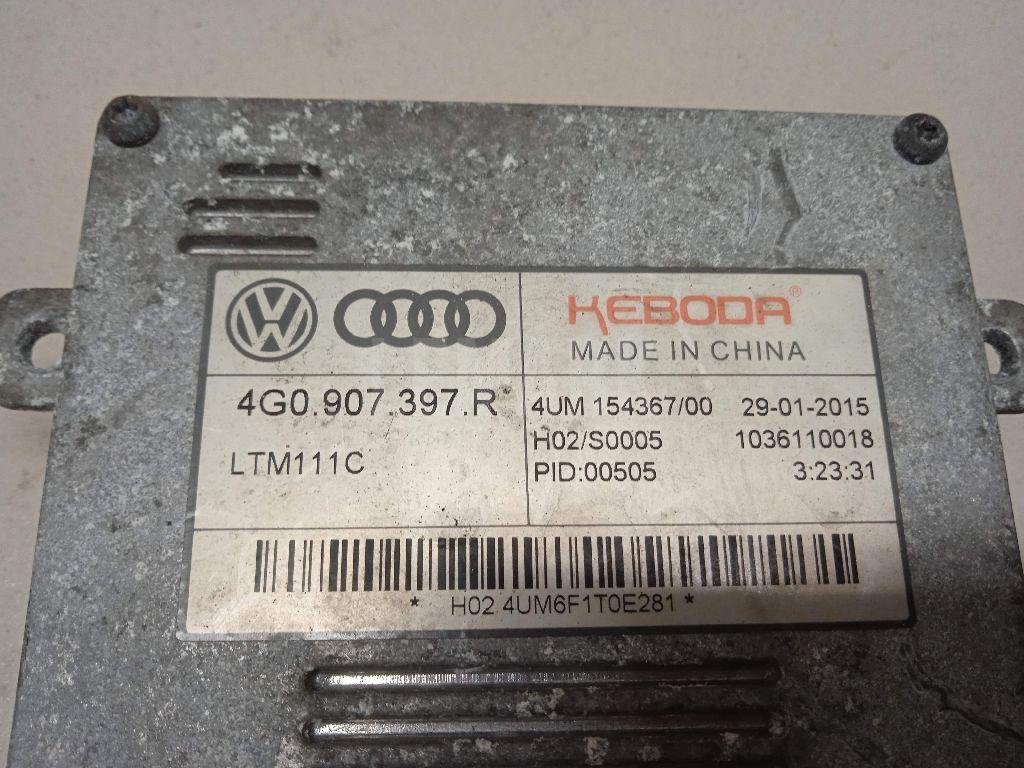 KEBODA®
MADE IN CHINA
4G0.907.397.R
LTM111C
4UM 154367/00 29-01-2015
H02/S0005 1036110018
PID:00505 3:23:31
* H02 4UM6F1T0E281 *